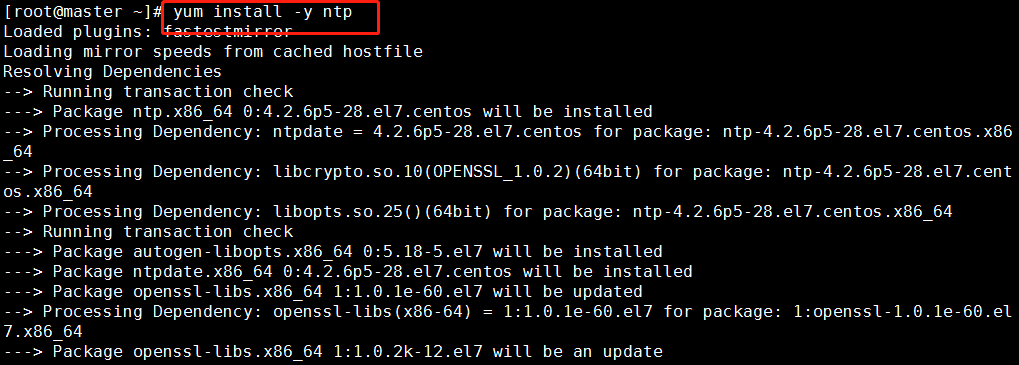 [root@master ~]# yum install -y ntp
Loaded plugins: fastestmirror
Loading mirror speeds from cached hostfile
Resolving Dependencies
--> Running transaction check
---> Package ntp.x86_64 0:4.2.6p5-28.el7.centos will be installed
--> Processing Dependency: ntpdate = 4.2.6p5-28.el7.centos for package: ntp-4.2.6p5-28.el7.centos.x86
_64
--> Processing Dependency: libcrypto.so.10(OPENSSL_1.0.2)(64bit) for package: ntp-4.2.6p5-28.el7.cent
os.x86_64
--> Processing Dependency: libopts.so.25()(64bit) for package: ntp-4.2.6p5-28.el7.centos.x86_64
--> Running transaction check
---> Package autogen-libopts.x86_64 0:5.18-5.el7 will be installed
---> Package ntpdate.x86_64 0:4.2.6p5-28.el7.centos will be installed
---> Package openssl-libs.x86_64 1:1.0.1e-60.el7 will be updated
--> Processing Dependency: openssl-libs(x86-64) = 1:1.0.1e-60.el7 for package: 1:openssl-1.0.1e-60.el
7.x86_64
---> Package openssl-libs.x86_64 1:1.0.2k-12.el7 will be an update